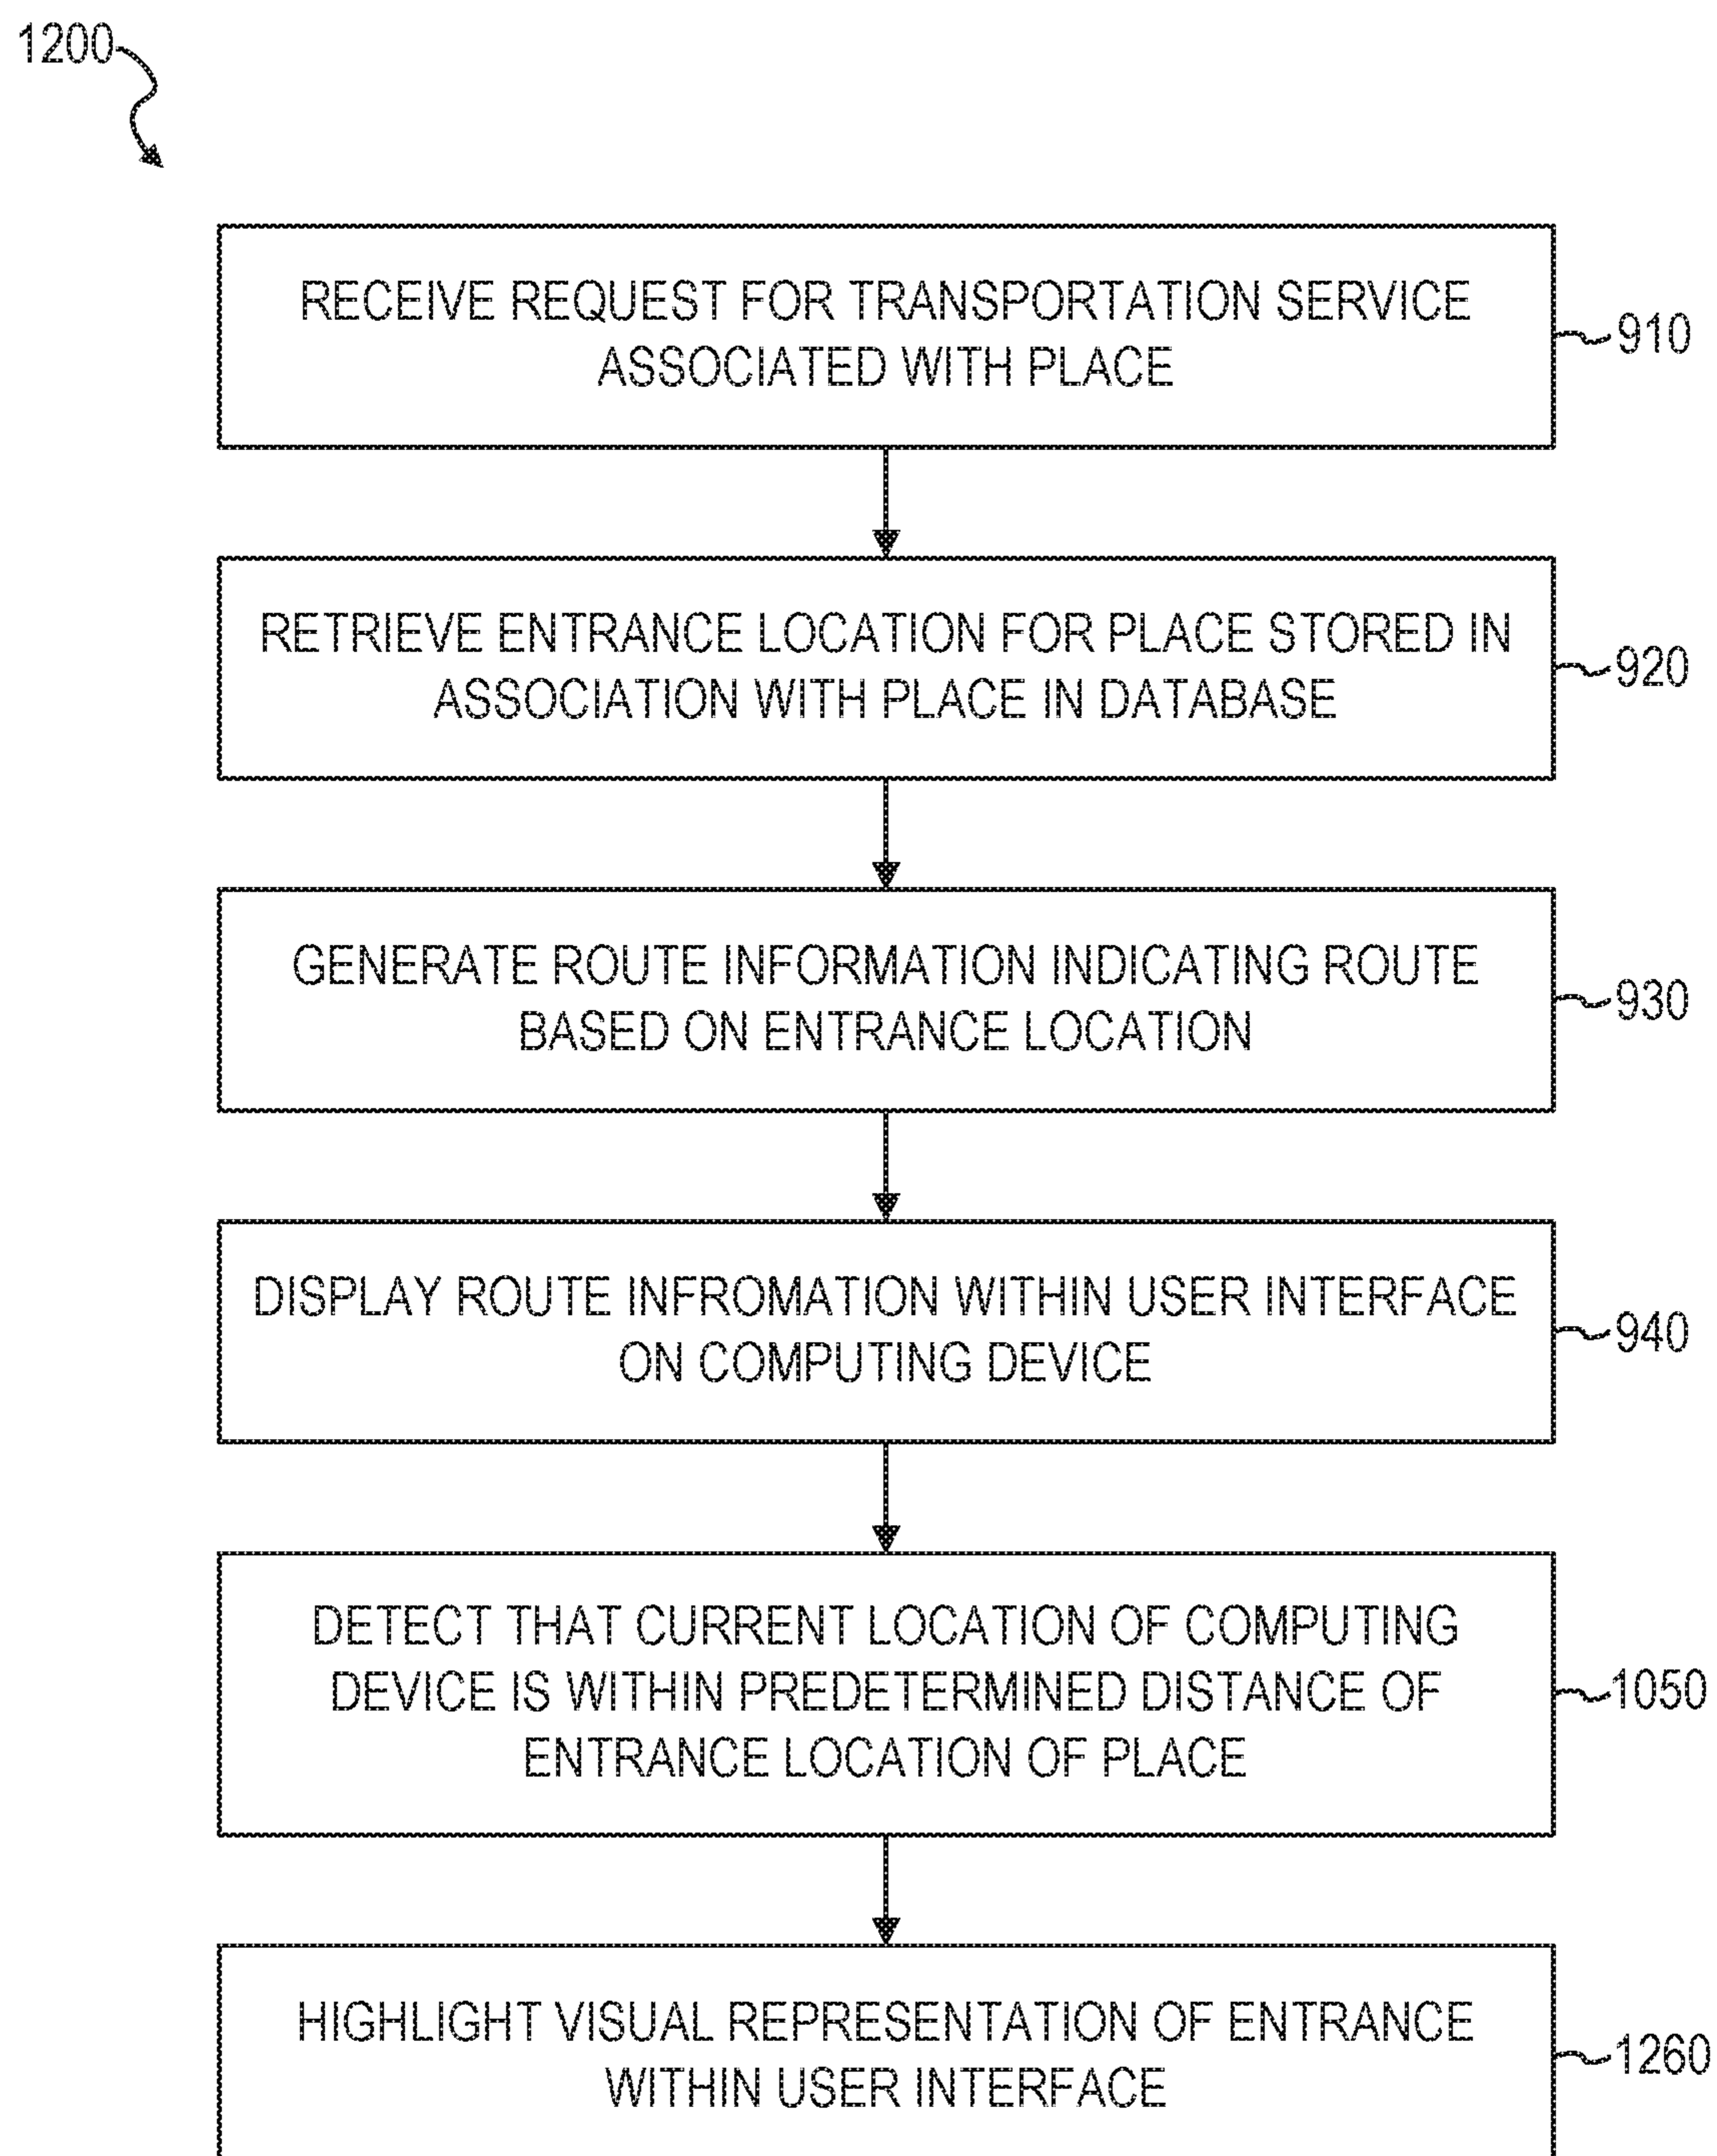 1200
RECEIVE REQUEST FOR TRANSPORTATION SERVICE
ASSOCIATED WITH PLACE
910
RETRIEVE ENTRANCE LOCATION FOR PLACE STORED IN
ASSOCIATION WITH PLACE IN DATABASE
920
GENERATE ROUTE INFORMATION INDICATING ROUTE
BASED ON ENTRANCE LOCATION
930
DISPLAY ROUTE INFROMATION WITHIN USER INTERFACE
ON COMPUTING DEVICE
940
DETECT THAT CURRENT LOCATION OF COMPUTING
DEVICE IS WITHIN PREDETERMINED DISTANCE OF
ENTRANCE LOCATION OF PLACE
1050
HIGHLIGHT VISUAL REPRESENTATION OF ENTRANCE
WITHIN USER INTERFACE
1260